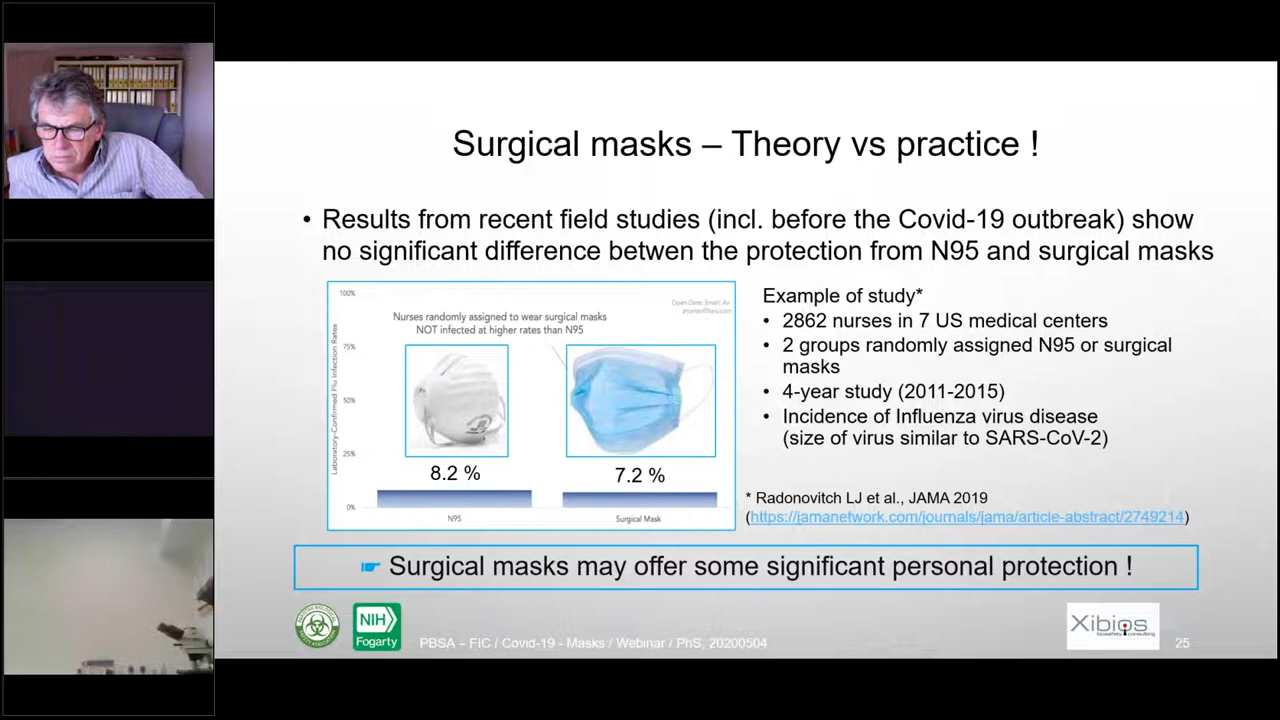 Surgical masks – Theory vs practice !
• Results from recent field studies (incl. before the Covid-19 outbreak) show
no significant difference betwen the protection from N95 and surgical masks
100%
75%
50%
25%
0%
Laboratory-Confirmed Flu Infection Rates
Open Data: Smart Air
Nurses randomly assigned to wear surgical masks
NOT infected at higher rates than N95
8.2 %
7.2 %
N95
Surgical Mask
Example of study*
• 2862 nurses in 7 US medical centers
• 2 groups randomly assigned N95 or surgical
masks
• 4-year study (2011-2015)
• Incidence of Influenza virus disease
(size of virus similar to SARS-CoV-2)
* Radonovitch LJ et al., JAMA 2019
(https://jamanetwork.com/journals/jama/article-abstract/2749214)
☛ Surgical masks may offer some significant personal protection !
NIH
Fogarty
PBSA – FIC / Covid-19 - Masks / Webinar / PhS, 20200504
Xibios
biosafety consulting
25